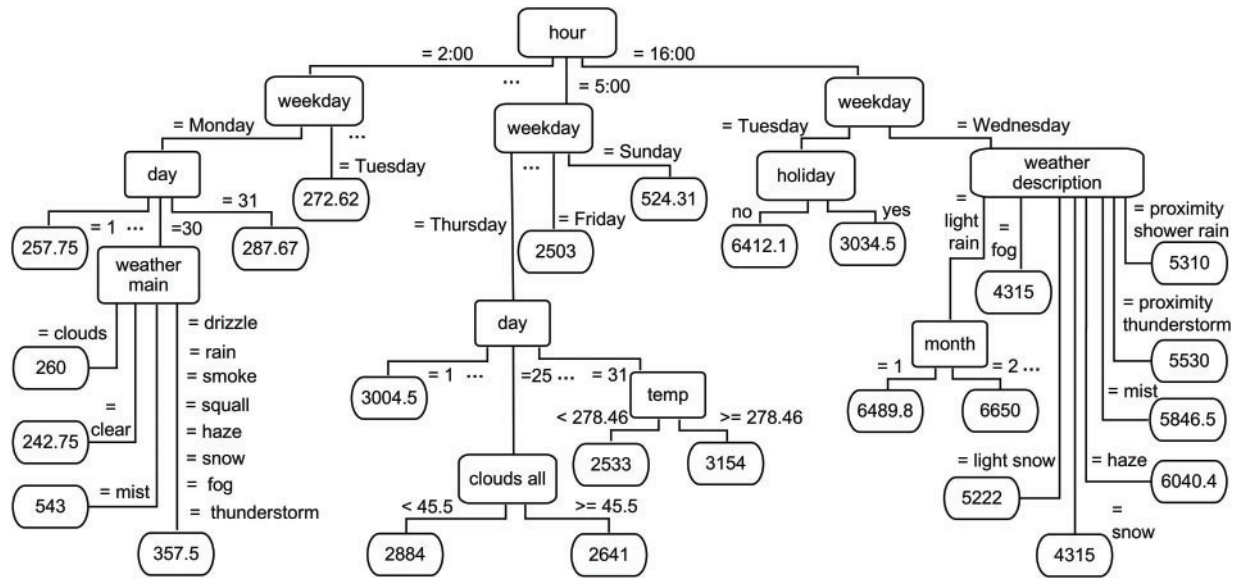 hour
= 2:00
= 16:00
...
= 5:00
weekday
weekday
weekday
= Monday
...
= Tuesday
= Wednesday
= Tuesday
...
= Sunday
day
272.62
holiday
weather
description
= 31
= 1 ... =30
257.75
287.67
= Thursday
= Friday
2503
524.31
no
yes
6412.1
3034.5
=
light
rain
=
fog
4315
= proximity
shower rain
5310
weather
main
= clouds
260
=
clear
242.75
= mist
543
= drizzle
= rain
= smoke
= squall
= haze
= snow
= fog
= thunderstorm
357.5
day
= 1 ... =25 ... = 31
3004.5
temp
< 278.46
>= 278.46
2533
3154
clouds all
< 45.5
>= 45.5
2884
2641
month
= 1
= 2 ...
6489.8
6650
= proximity
thunderstorm
5530
= mist
5846.5
= light snow
5222
= haze
6040.4
=
snow
4315